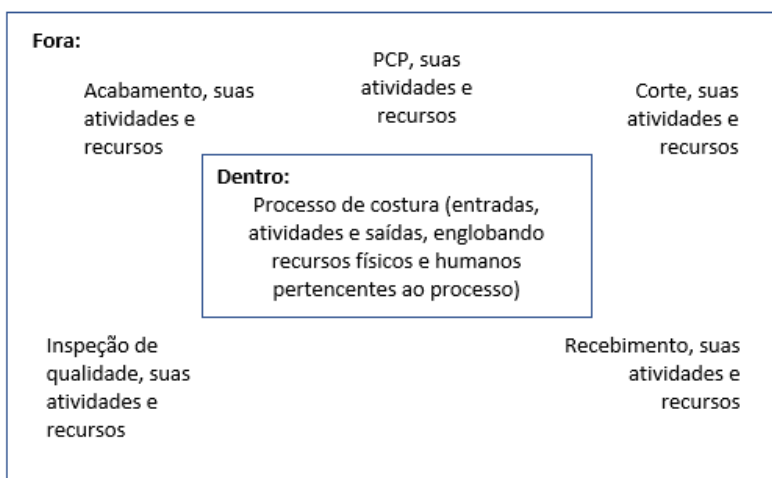 Fora:
PCP, suas
atividades e
recursos
Acabamento, suas
atividades e
recursos
Corte, suas
atividades e
recursos
Dentro:
Processo de costura (entradas,
atividades e saídas, englobando
recursos físicos e humanos
pertencentes ao processo)
Inspeção de
qualidade, suas
atividades e
recursos
Recebimento, suas
atividades e
recursos